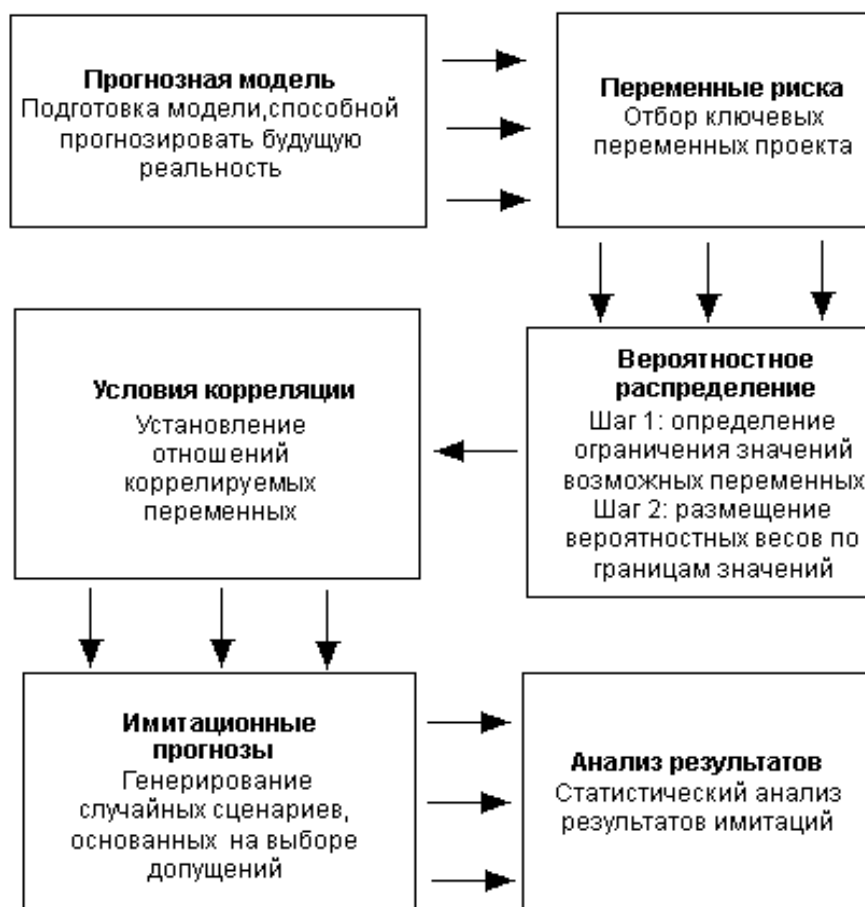 Прогнозная модель
Подготовка модели,способной
прогнозировать будущую
реальность
Переменные риска
Отбор ключевых
переменных проекта
Вероятностное
распределение
Шаг 1: определение
ограничения значений
возможных переменных
Шаг 2: размещение
вероятностных весов по
границам значений
Условия корреляции
Установление
отношений
коррелируемых
переменных
Имитационные
прогнозы
Генерирование
случайных сценариев,
основанных на выборе
допущений
Анализ результатов
Статистический анализ
результатов имитаций